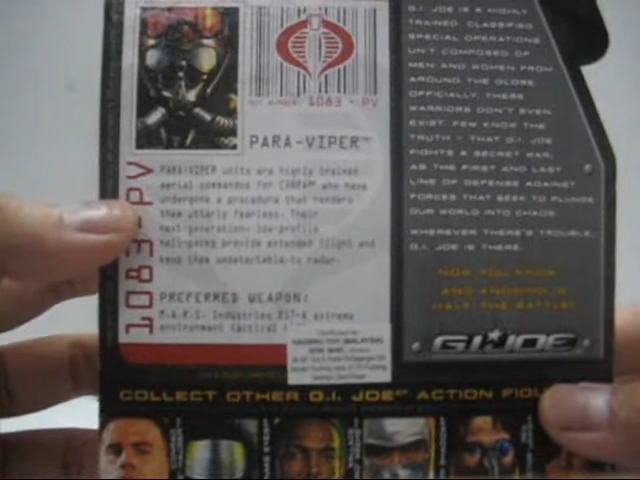 1083 - PV
PARA-VIPER™
1083-PV
PARA-VIPER units are highly trained
aerial commandos for COBRA™ who have
undergone a procedure that renders
them utterly fearless. Their
next-generation low-profile
heli-packs provide extended flight and
keep them undetectable to radar.
PREFERRED WEAPON:
M.A.R.S. Industries
environment tactical
G.I. JOE IS A HIGHLY
TRAINED, CLASSIFIED
SPECIAL OPERATIONS
UNIT COMPOSED OF
MEN AND WOMEN FROM
AROUND THE GLOBE.
OFFICIALLY, THESE
WARRIORS DON'T EVEN
EXIST. FEW KNOW THE
TRUTH - THAT G.I. JOE
FIGHTS A SECRET WAR,
AS THE FIRST AND LAST
LINE OF DEFENSE AGAINST
FORCES THAT SEEK TO PLUNGE
OUR WORLD INTO CHAOS.
WHEREVER THERE'S TROUBLE,
G.I. JOE IS THERE.
NOW YOU KNOW
AND KNOWING IS
HALF THE BATTLE!
G.I. JOE
COLLECT OTHER G.I. JOE® ACTION FIGU